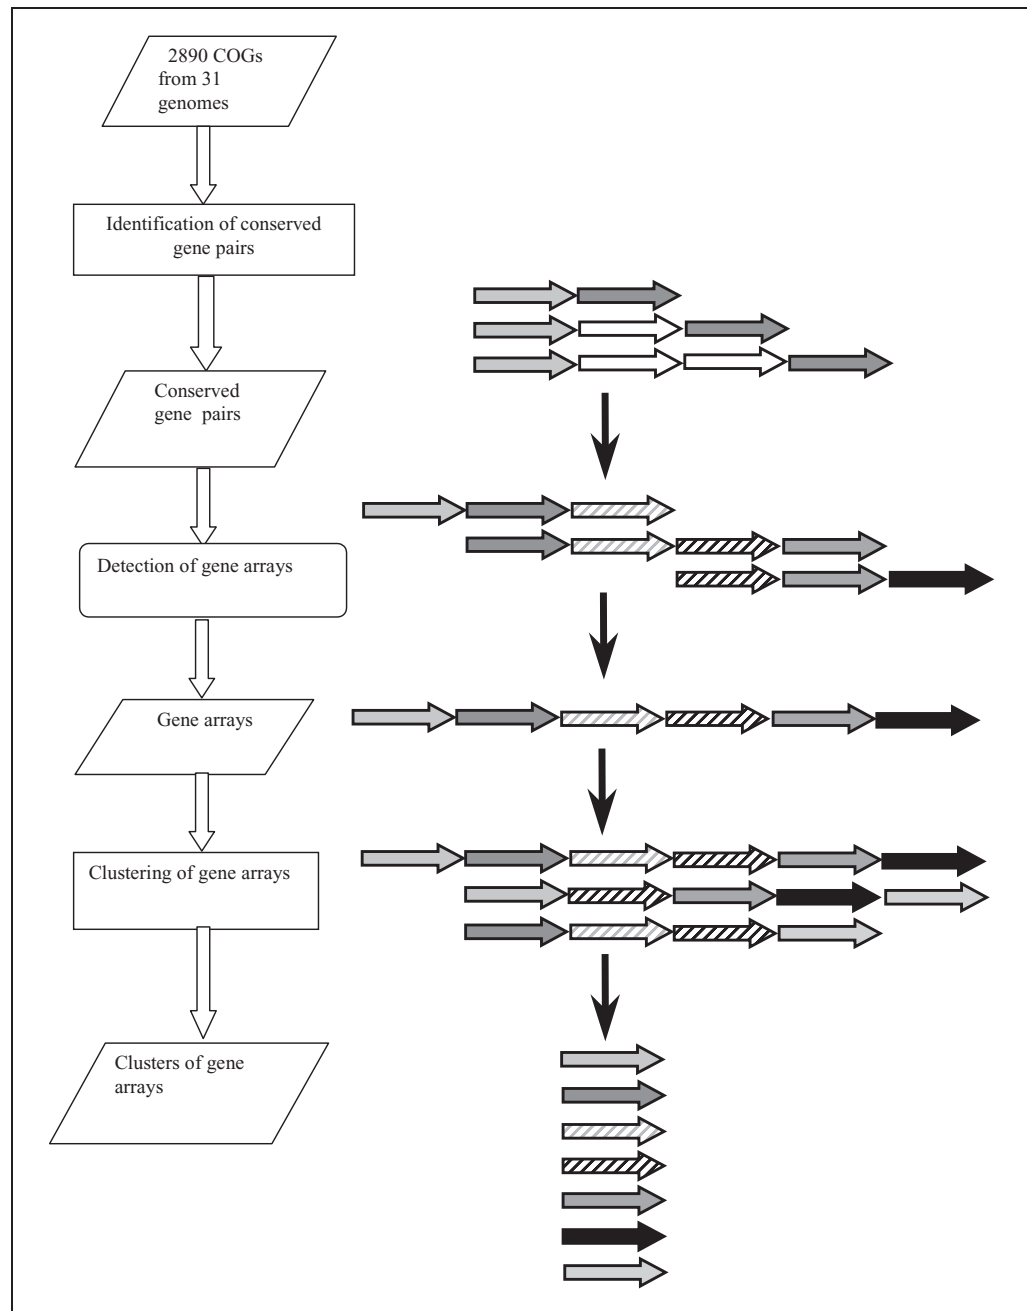 2890 COGs
from 31
genomes
Identification of conserved
gene pairs
Conserved
gene pairs
Detection of gene arrays
Gene arrays
Clustering of gene arrays
Clusters of gene
arrays